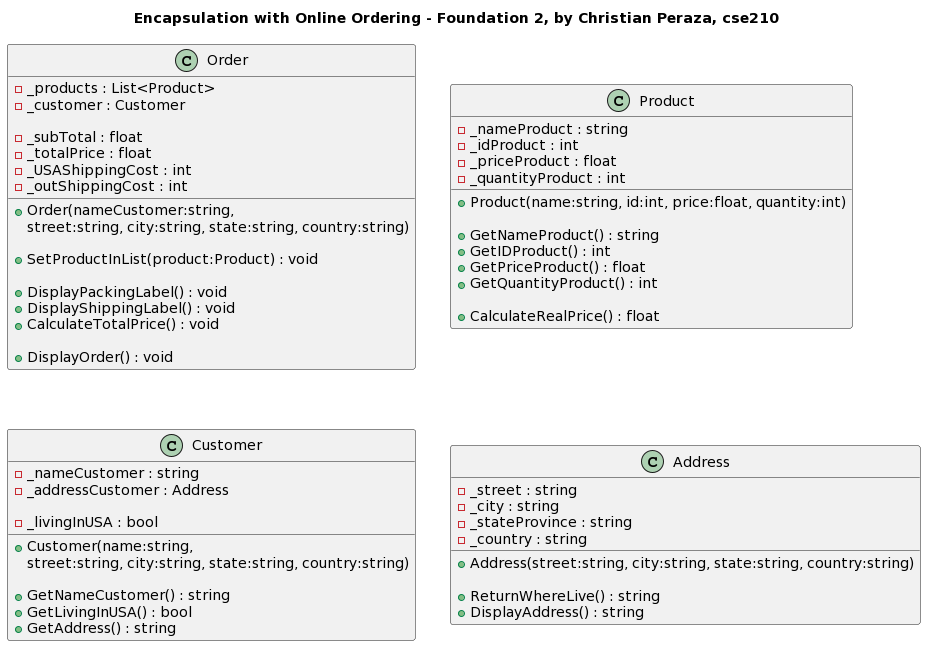 Encapsulation with Online Ordering - Foundation 2, by Christian Peraza, cse210
C Order
_products : List<Product>
_customer : Customer
_subTotal : float
_totalPrice : float
_USAShippingCost : int
_outShippingCost : int
Order(nameCustomer:string,
street:string, city:string, state:string, country:string)
SetProductInList(product:Product) : void
DisplayPackingLabel() : void
DisplayShippingLabel() : void
CalculateTotalPrice() : void
DisplayOrder() : void
C Product
_nameProduct : string
_idProduct : int
_priceProduct : float
_quantityProduct : int
Product(name:string, id:int, price:float, quantity:int)
GetNameProduct() : string
GetIDProduct() : int
GetPriceProduct() : float
GetQuantityProduct() : int
CalculateRealPrice() : float
C Customer
_nameCustomer : string
_addressCustomer : Address
_livingInUSA : bool
Customer(name:string,
street:string, city:string, state:string, country:string)
GetNameCustomer() : string
GetLivingInUSA() : bool
GetAddress() : string
C Address
_street : string
_city : string
_stateProvince : string
_country : string
Address(street:string, city:string, state:string, country:string)
ReturnWhereLive() : string
DisplayAddress() : string